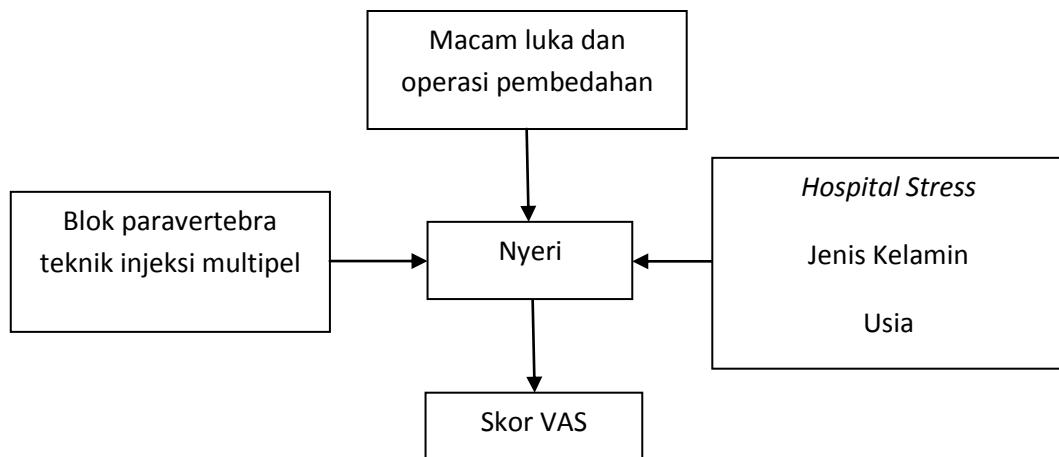 Macam luka dan
operasi pembedahan
Blok paravertebra
teknik injeksi multipel
Nyeri
Hospital Stress
Jenis Kelamin
Usia
Skor VAS